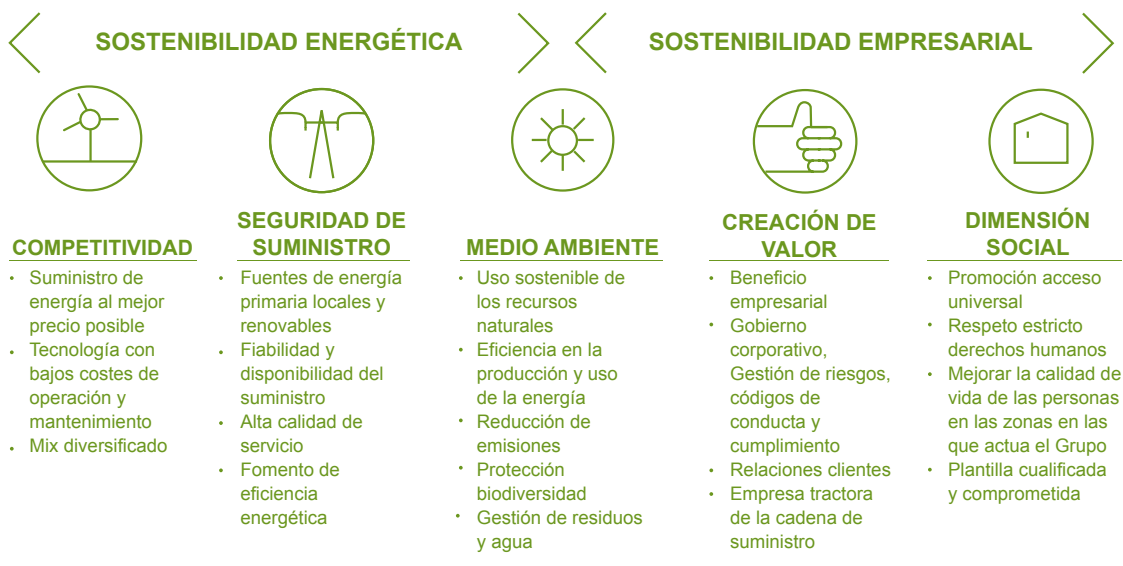 SOSTENIBILIDAD ENERGÉTICA
SOSTENIBILIDAD EMPRESARIAL
COMPETITIVIDAD
• Suministro de
energía al mejor
precio posible
• Tecnología con
bajos costes de
operación y
mantenimiento
• Mix diversificado
SEGURIDAD DE
SUMINISTRO
• Fuentes de energía
primaria locales y
renovables
• Fiabilidad y
disponibilidad del
suministro
• Alta calidad de
servicio
• Fomento de
eficiencia
energética
MEDIO AMBIENTE
• Uso sostenible de
los recursos
naturales
• Eficiencia en la
producción y uso
de la energía
• Reducción de
emisiones
• Protección
biodiversidad
• Gestión de residuos
y agua
CREACIÓN DE
VALOR
• Beneficio
empresarial
• Gobierno
corporativo,
Gestión de riesgos,
códigos de
conducta y
cumplimiento
• Relaciones clientes
• Empresa tractora
de la cadena de
suministro
DIMENSIÓN
SOCIAL
• Promoción acceso
universal
• Respeto estricto
derechos humanos
• Mejorar la calidad de
vida de las personas
en las zonas en las
que actua el Grupo
• Plantilla cualificada
y comprometida